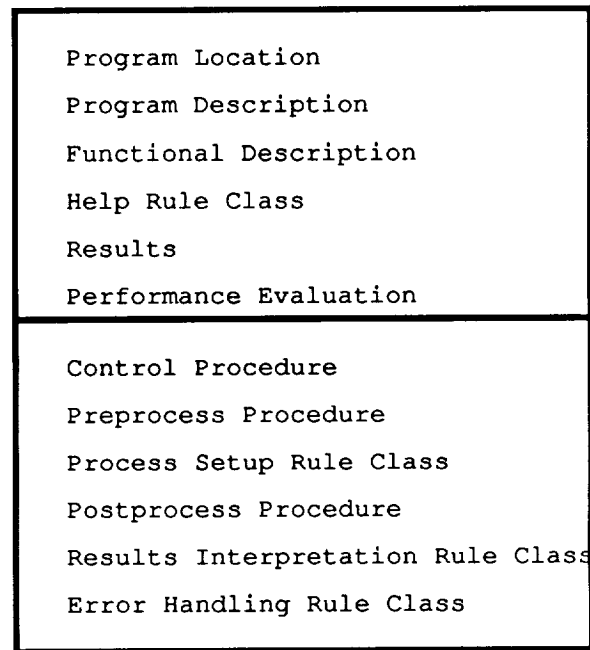 Program Location
Program Description
Functional Description
Help Rule Class
Results
Performance Evaluation
Control Procedure
Preprocess Procedure
Process Setup Rule Class
Postprocess Procedure
Results Interpretation Rule Class
Error Handling Rule Class